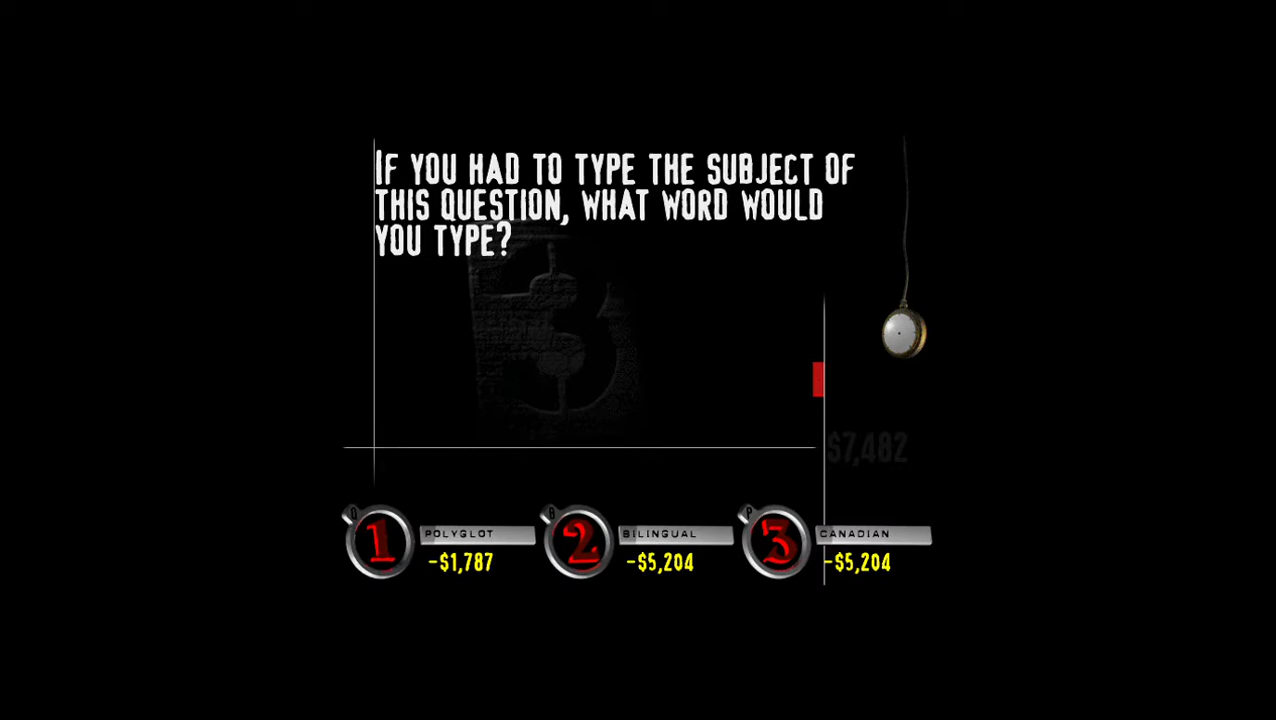 IF YOU HAD TO TYPE THE SUBJECT OF
THIS QUESTION, WHAT WORD WOULD
YOU TYPE?
3
$7,482
Q
1
POLYGLOT
-$1,787
B
2
BILINGUAL
-$5,204
P
3
CANADIAN
-$5,204